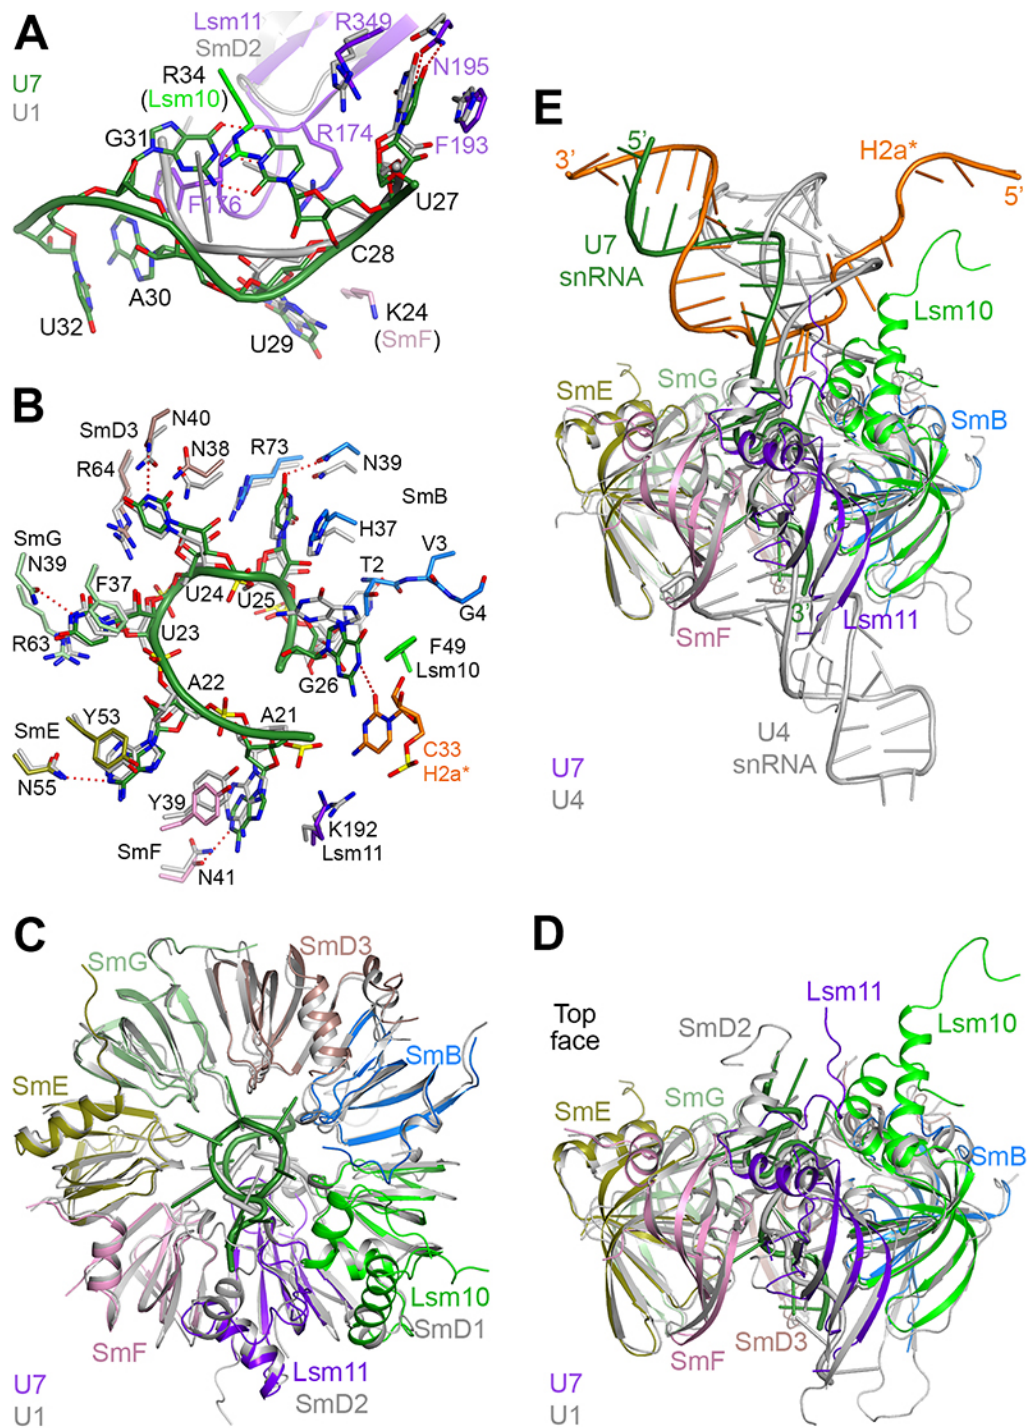 A
Lsm11
SmD2
R349
U7
U1
R34
(Lsm10)
N195
G31
R174
F193
F176
U27
C28
A30
U32
U29
K24
(SmF)
B
N40
SmD3
N38
R73
R64
N39
SmB
H37
SmG
N39
F37
T2
V3
U24
U25
G4
R63
U23
G26
F49
Lsm10
A22
A21
SmE
Y53
C33
H2a*
N55
Y39
K192
Lsm11
SmF
N41
C
SmG
SmD3
SmB
SmE
Lsm10
SmD1
SmF
Lsm11
SmD2
U7
U1
E
3’
5’
H2a*
5’
U7
snRNA
Lsm10
SmE
SmG
SmB
3’
Lsm11
SmF
U4
snRNA
U7
U4
D
Top
face
Lsm11
SmD2
Lsm10
SmE
SmG
SmB
SmD3
SmF
U7
U1